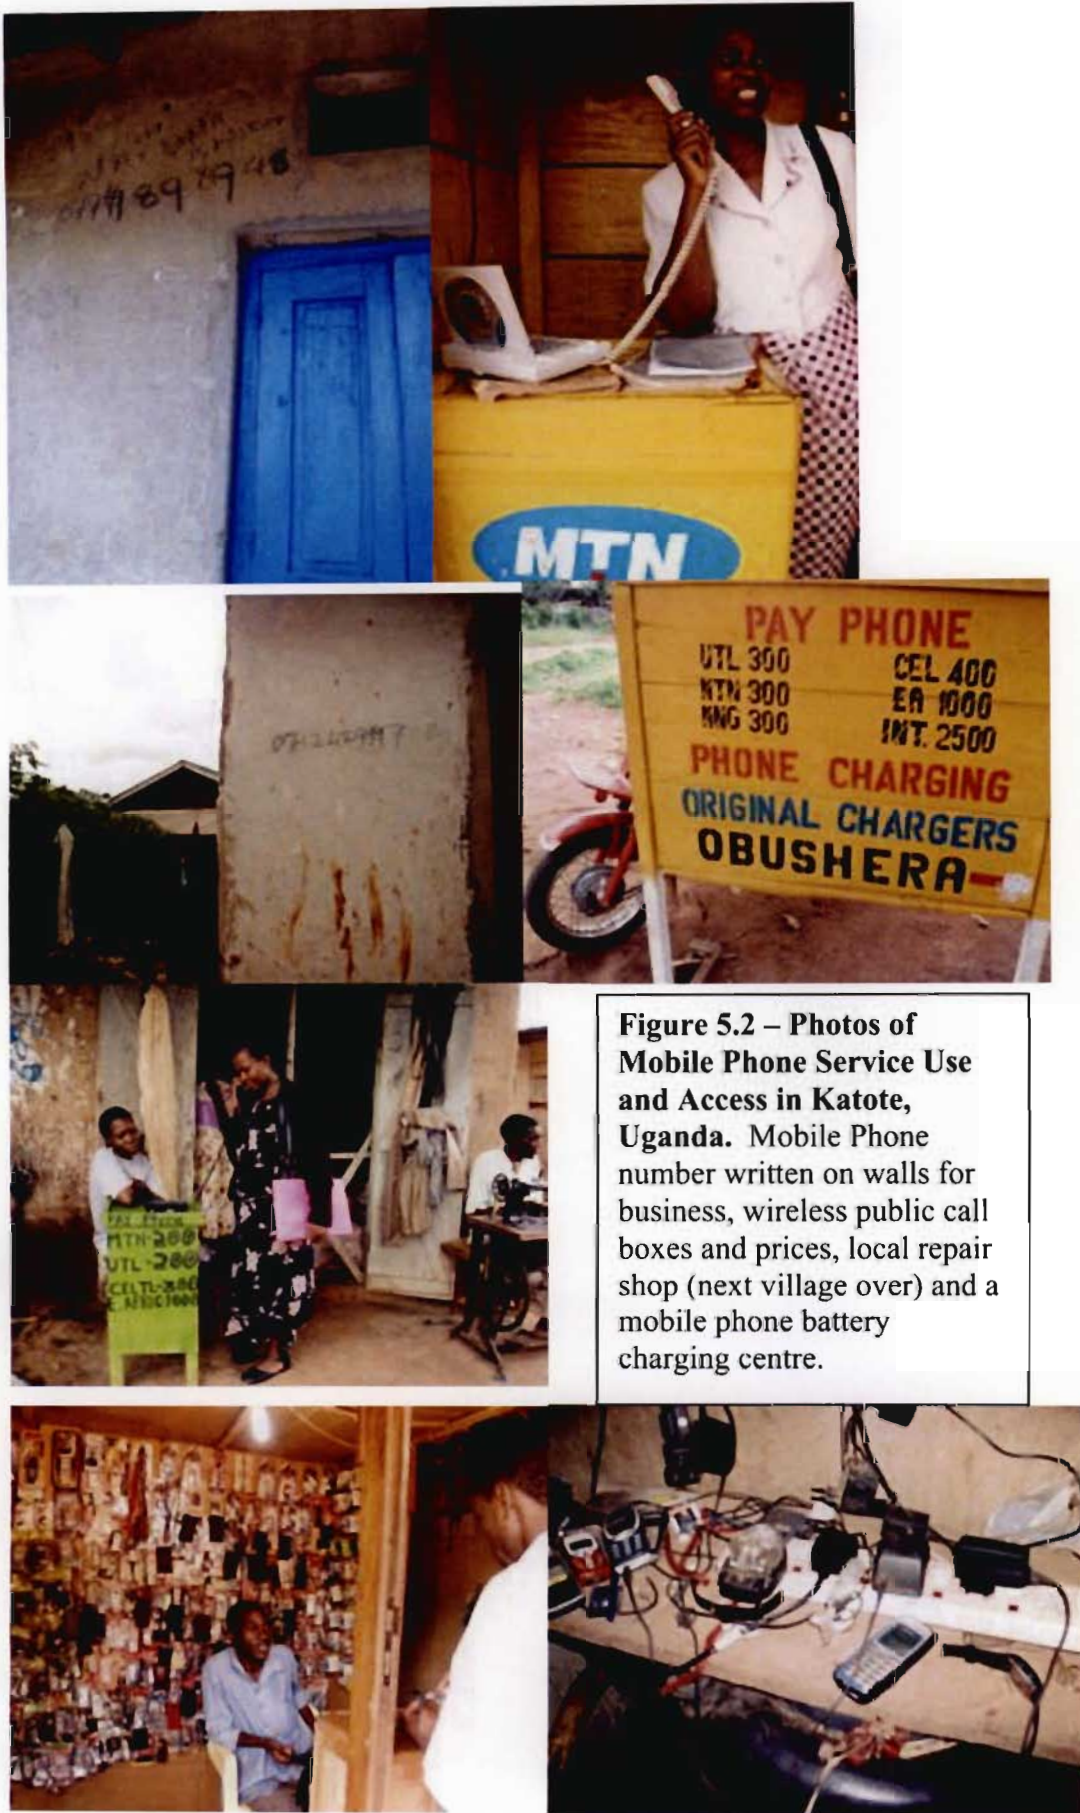 MTN
PAY PHONE
UTL 300 CEL 400
MTN 300 EA 1000
MNG 300 INT. 2500
PHONE CHARGING
ORIGINAL CHARGERS
OBUSHERA
Figure 5.2 – Photos of
Mobile Phone Service Use
and Access in Katote,
Uganda. Mobile Phone
number written on walls for
business, wireless public call
boxes and prices, local repair
shop (next village over) and a
mobile phone battery
charging centre.
PAY PHONE
MTN-200
UTL-200